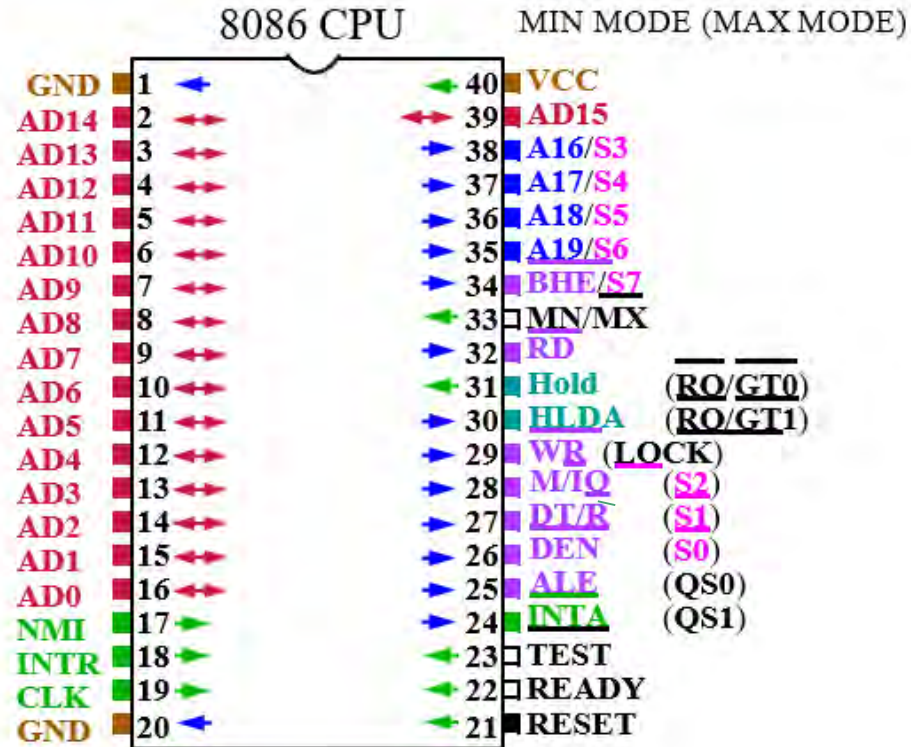 8086 CPU MIN MODE (MAX MODE)
GND 1 40 VCC
AD14 2 39 AD15
AD13 3 38 A16/S3
AD12 4 37 A17/S4
AD11 5 36 A18/S5
AD10 6 35 A19/S6
AD9 7 34 BHE/S7
AD8 8 33 MN/MX
AD7 9 32 RD
AD6 10 31 Hold (RQ/GT0)
AD5 11 30 HLDA (RQ/GT1)
AD4 12 29 WR (LOCK)
AD3 13 28 M/IO (S2)
AD2 14 27 DT/R (S1)
AD1 15 26 DEN (S0)
AD0 16 25 ALE (QS0)
NMI 17 24 INTA (QS1)
INTR 18 23 TEST
CLK 19 22 READY
GND 20 21 RESET